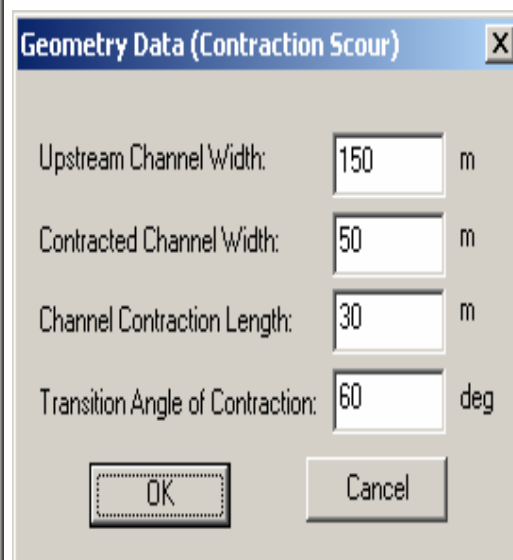 Geometry Data (Contraction Scour) X
Upstream Channel Width: 150 m
Contracted Channel Width: 50 m
Channel Contraction Length: 30 m
Transition Angle of Contraction: 60 deg
OK Cancel